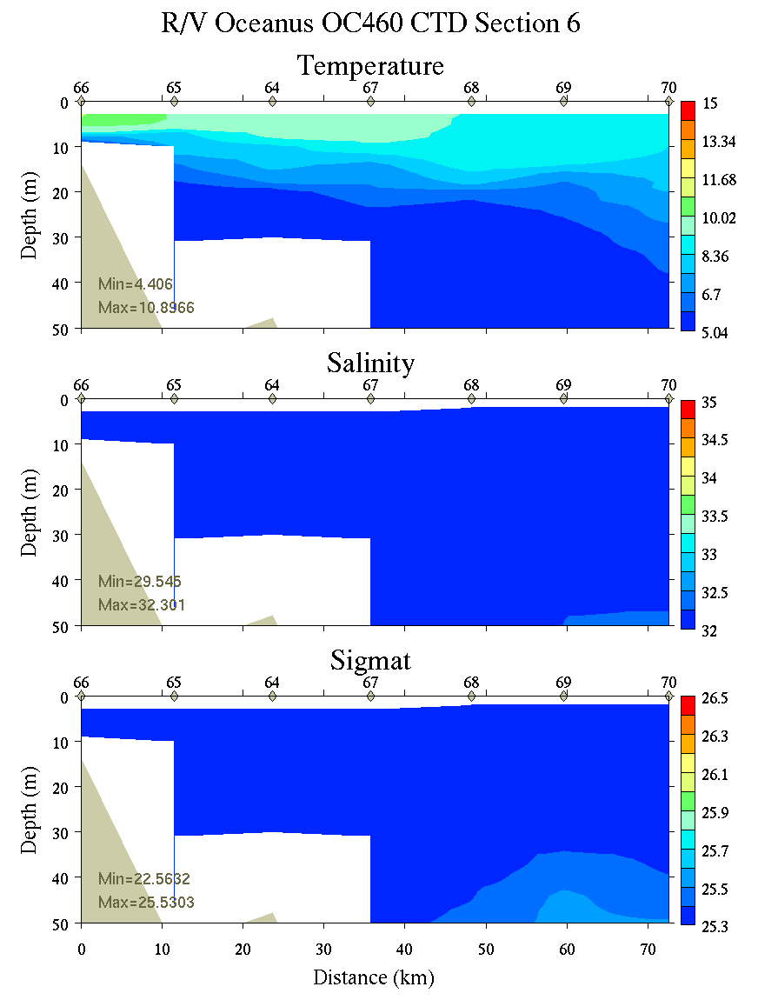 R/V Oceanus OC460 CTD Section 6
Temperature
66 65 64 67 68 69 70
0
10
20
30
40
50
Depth (m)
Min=4.406
Max=10.8966
15
13.34
11.68
10.02
8.36
6.7
5.04
Salinity
66 65 64 67 68 69 70
0
10
20
30
40
50
Depth (m)
Min=29.545
Max=32.301
35
34.5
34
33.5
33
32.5
32
Sigmat
66 65 64 67 68 69 70
0
10
20
30
40
50
Depth (m)
Min=22.5632
Max=25.5303
26.5
26.3
26.1
25.9
25.7
25.5
25.3
0 10 20 30 40 50 60 70
Distance (km)